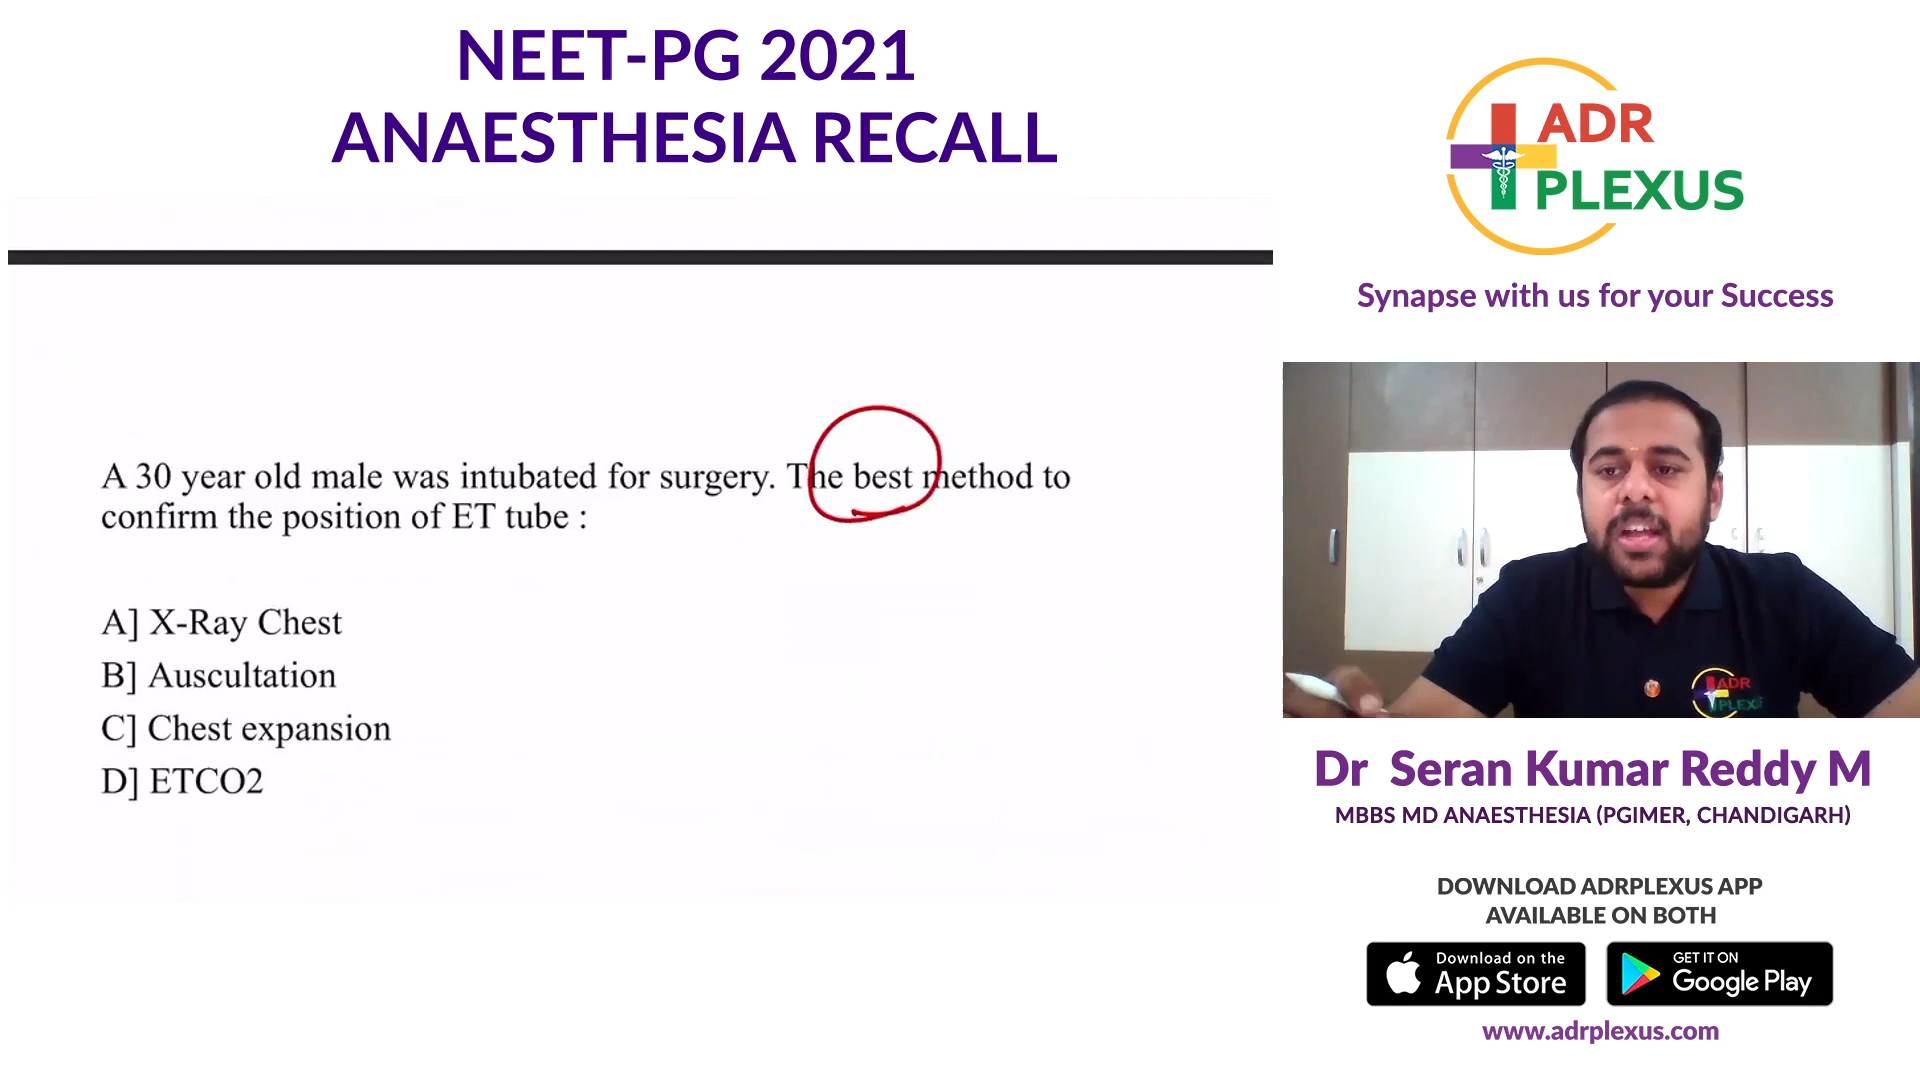 NEET-PG 2021
ANAESTHESIA RECALL
A 30 year old male was intubated for surgery. The best method to
confirm the position of ET tube :
A] X-Ray Chest
B] Auscultation
C] Chest expansion
D] ETCO2
ADR
PLEXUS
Synapse with us for your Success
ADR
PLEX
Dr Seran Kumar Reddy M
MBBS MD ANAESTHESIA (PGIMER, CHANDIGARH)
DOWNLOAD ADRPLEXUS APP
AVAILABLE ON BOTH
Download on the
App Store
GET IT ON
Google Play
www.adrplexus.com